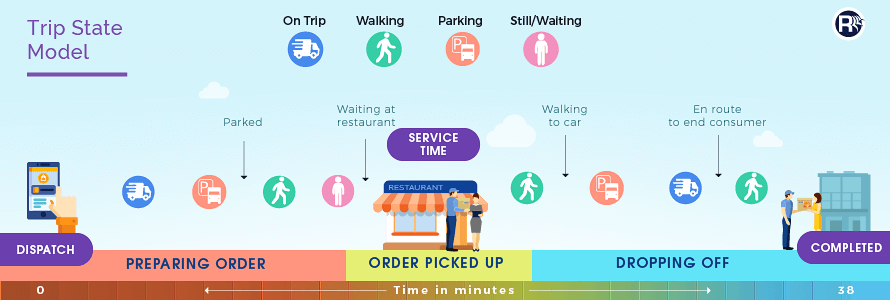 Trip State
Model
On Trip
Walking
Parking
Still/Waiting
R
Parked
Waiting at
restaurant
Walking
to car
En route
to end consumer
SERVICE
TIME
P
P
RESTAURANT
P
DISPATCH
COMPLETED
PREPARING ORDER
ORDER PICKED UP
DROPPING OFF
0
Time in minutes
38